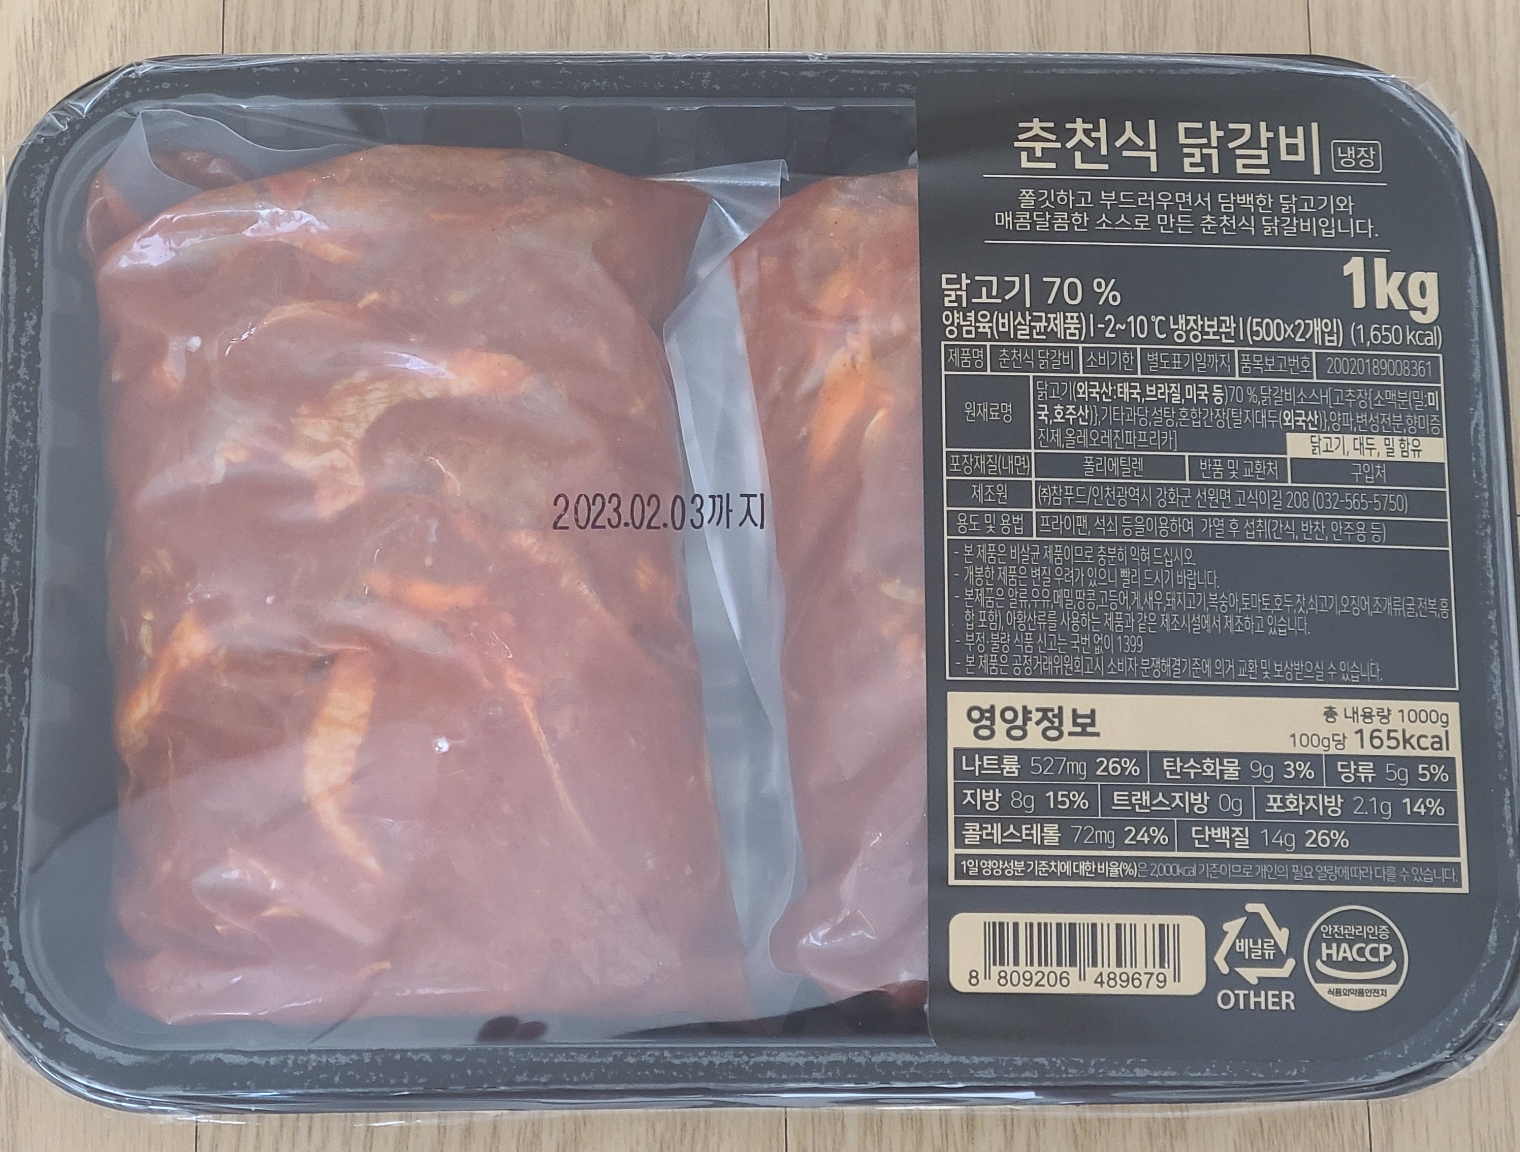 춘천식 닭갈비 냉장
쫄깃하고 부드러우면서 담백한 닭고기와
매콤달콤한 소스로 만든 춘천식 닭갈비입니다.
닭고기 70 % 1kg
양념육(비살균제품) | -2~10℃ 냉장보관 | (500×2개입) (1,650 kcal)
제품명 춘천식 닭갈비 소비기한 별도표기일까지 품목보고번호 20020189008361
원재료명 닭고기(외국산:태국,브라질,미국 등)70 %,닭갈비소스H[고추장{소맥분(밀:미
국,호주산)},기타과당,설탕,혼합간장{탈지대두(외국산)},양파,변성전분,향미증
진제,올레오레진파프리카]
닭고기, 대두, 밀 함유
포장재질(내면) 폴리에틸렌 반품 및 교환처 구입처
제조원 ㈜참푸드/인천광역시 강화군 선원면 고식이길 208 (032-565-5750)
용도 및 용법 프라이팬, 석쇠 등을이용하여 가열 후 섭취(간식, 반찬, 안주용 등)
- 본 제품은 비살균 제품이므로 충분히 익혀 드십시오.
- 개봉한 제품은 변질 우려가 있으니 빨리 드시기 바랍니다.
- 본제품은 알류,우유,메밀,땅콩,고등어,게,새우,돼지고기,복숭아,토마토,호두,잣,쇠고기,오징어,조개류(굴,전복,홍
합 포함), 아황산류를 사용하는 제품과 같은 제조시설에서 제조하고 있습니다.
- 부정·불량 식품 신고는 국번 없이 1399
- 본 제품은 공정거래위원회고시 소비자 분쟁해결기준에 의거 교환 및 보상받으실 수 있습니다.
2023.02.03까지
영양정보 총 내용량 1000g
100g당 165kcal
나트륨 527mg 26% 탄수화물 9g 3% 당류 5g 5%
지방 8g 15% 트랜스지방 0g 포화지방 2.1g 14%
콜레스테롤 72mg 24% 단백질 14g 26%
1일 영양성분 기준치에 대한 비율(%)은 2,000kcal 기준이므로 개인의 필요 열량에 따라 다를 수 있습니다.
8 809206 489679
비닐류
OTHER
안전관리인증
HACCP
식품의약품안전처